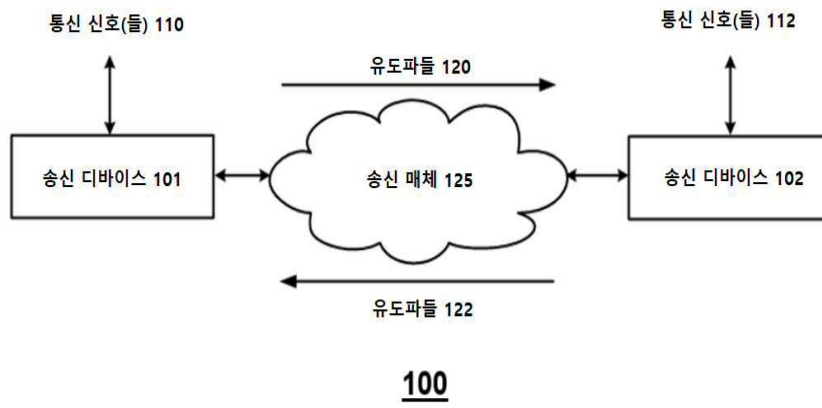 통신 신호(들) 110
통신 신호(들) 112
유도파들 120
송신 디바이스 101
송신 매체 125
송신 디바이스 102
유도파들 122
100